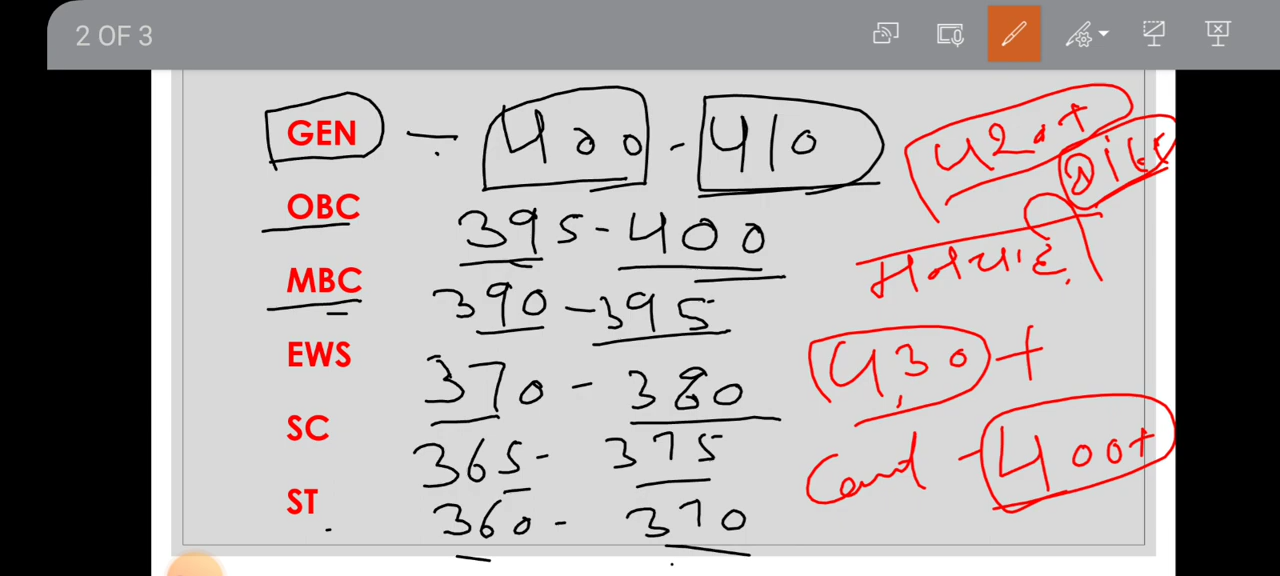 2 OF 3
GEN - 400 - 410
420+
OBC 395 - 400
MBC 390 - 395
EWS 370 - 380
430+
SC 365 - 375
400+
ST 360 - 370